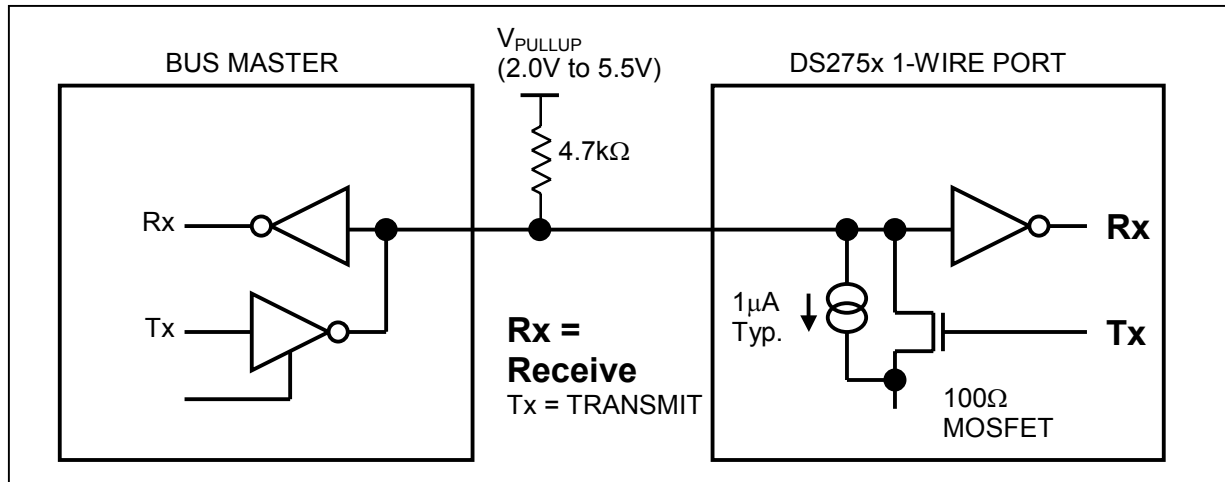 BUS MASTER
V_PULLUP
(2.0V to 5.5V)
DS275x 1-WIRE PORT
4.7kΩ
Rx
Tx
Rx =
Receive
Tx = TRANSMIT
1μA
Typ.
Rx
Tx
100Ω
MOSFET